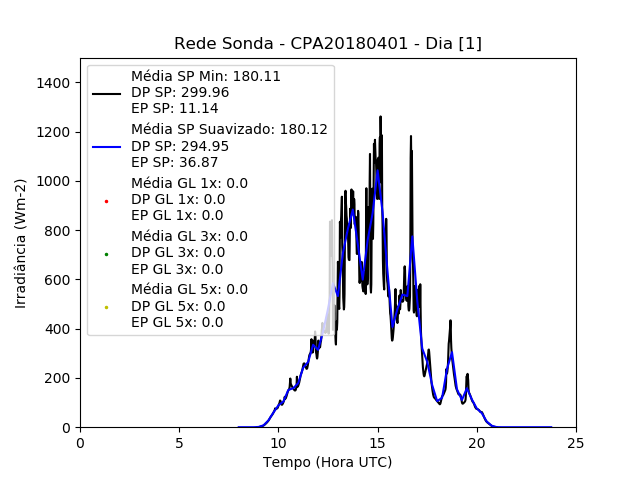 Rede Sonda - CPA20180401 - Dia [1]
Irradiância (Wm-2)
1400
1200
1000
800
600
400
200
0
Média SP Min: 180.11
DP SP: 299.96
EP SP: 11.14
Média SP Suavizado: 180.12
DP SP: 294.95
EP SP: 36.87
Média GL 1x: 0.0
DP GL 1x: 0.0
EP GL 1x: 0.0
Média GL 3x: 0.0
DP GL 3x: 0.0
EP GL 3x: 0.0
Média GL 5x: 0.0
DP GL 5x: 0.0
EP GL 5x: 0.0
0 5 10 15 20 25
Tempo (Hora UTC)